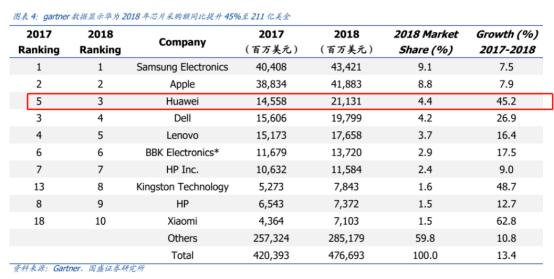 图表 4：gartner 数据显示华为 2018 年芯片采购额同比提升 45%至 211 亿美金
2017 Ranking 2018 Ranking Company 2017 (百万美元) 2018 (百万美元) 2018 Market Share (%) Growth (%) 2017-2018
1 1 Samsung Electronics 40,408 43,421 9.1 7.5
2 2 Apple 38,834 41,883 8.8 7.9
5 3 Huawei 14,558 21,131 4.4 45.2
3 4 Dell 15,606 19,799 4.2 26.9
4 5 Lenovo 15,173 17,658 3.7 16.4
6 6 BBK Electronics* 11,679 13,720 2.9 17.5
7 7 HP Inc. 10,632 11,584 2.4 9.0
13 8 Kingston Technology 5,273 7,843 1.6 48.7
8 9 HP 6,543 7,372 1.5 12.7
18 10 Xiaomi 4,364 7,103 1.5 62.8
Others 257,324 285,179 59.8 10.8
Total 420,393 476,693 100.0 13.4
资料来源：Gartner，国盛证券研究所